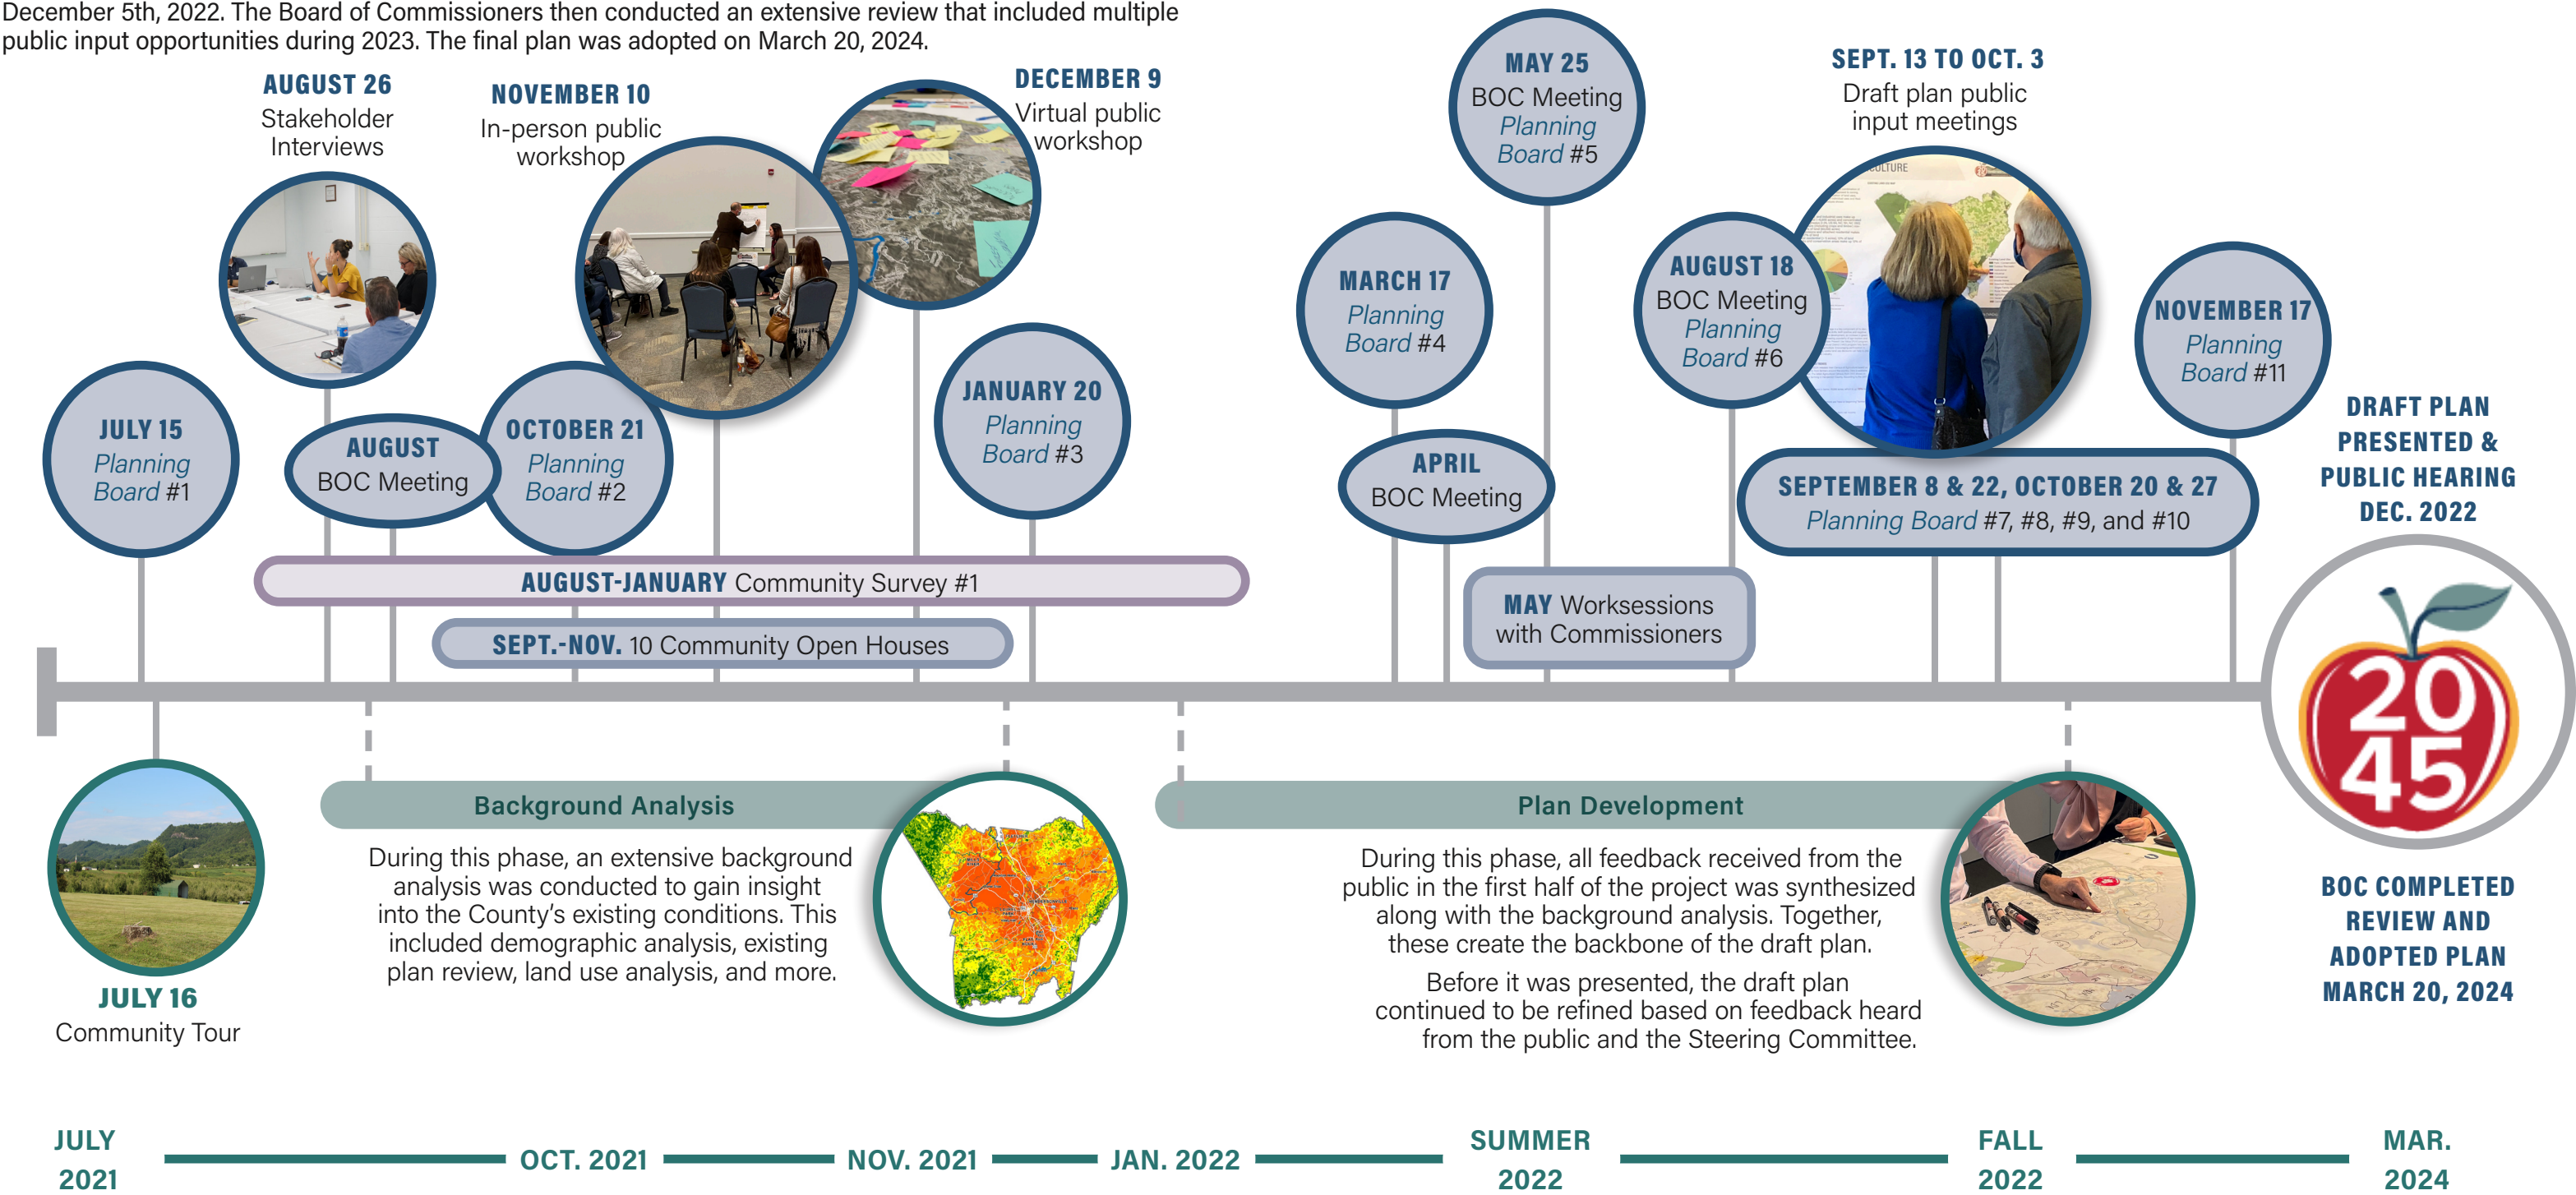 December 5th, 2022. The Board of Commissioners then conducted an extensive review that included multiple
public input opportunities during 2023. The final plan was adopted on March 20, 2024.
AUGUST 26
Stakeholder
Interviews
NOVEMBER 10
In-person public
workshop
DECEMBER 9
Virtual public
workshop
MAY 25
BOC Meeting
Planning
Board #5
SEPT. 13 TO OCT. 3
Draft plan public
input meetings
JULY 15
Planning
Board #1
AUGUST
BOC Meeting
OCTOBER 21
Planning
Board #2
JANUARY 20
Planning
Board #3
MARCH 17
Planning
Board #4
APRIL
BOC Meeting
AUGUST 18
BOC Meeting
Planning
Board #6
NOVEMBER 17
Planning
Board #11
SEPTEMBER 8 & 22, OCTOBER 20 & 27
Planning Board #7, #8, #9, and #10
DRAFT PLAN
PRESENTED &
PUBLIC HEARING
DEC. 2022
AUGUST-JANUARY Community Survey #1
SEPT.-NOV. 10 Community Open Houses
MAY Worksessions
with Commissioners
20
45
JULY 16
Community Tour
Background Analysis
During this phase, an extensive background
analysis was conducted to gain insight
into the County's existing conditions. This
included demographic analysis, existing
plan review, land use analysis, and more.
Plan Development
During this phase, all feedback received from the
public in the first half of the project was synthesized
along with the background analysis. Together,
these create the backbone of the draft plan.
Before it was presented, the draft plan
continued to be refined based on feedback heard
from the public and the Steering Committee.
BOC COMPLETED
REVIEW AND
ADOPTED PLAN
MARCH 20, 2024
JULY
2021
OCT. 2021
NOV. 2021
JAN. 2022
SUMMER
2022
FALL
2022
MAR.
2024